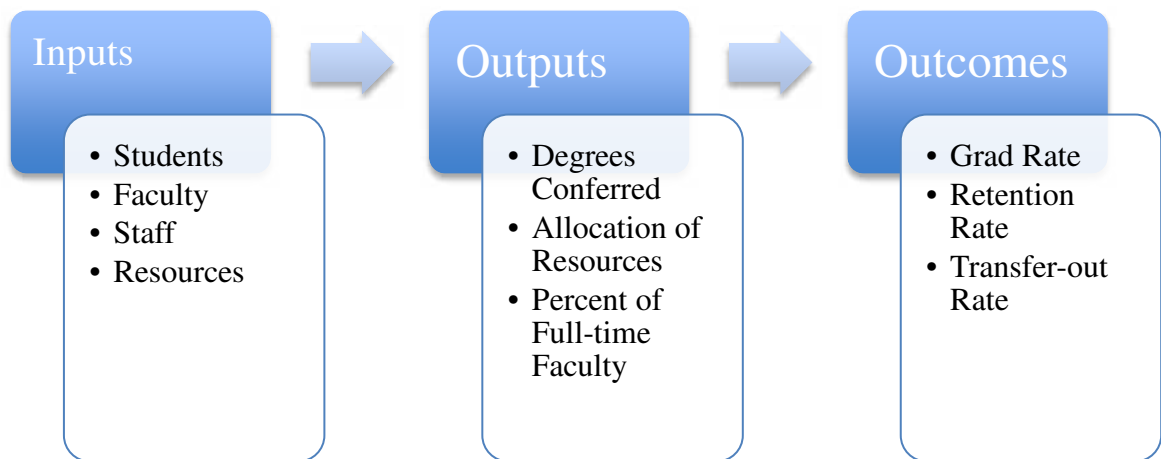 Inputs
• Students
• Faculty
• Staff
• Resources
Outputs
• Degrees
Conferred
• Allocation of
Resources
• Percent of
Full-time
Faculty
Outcomes
• Grad Rate
• Retention
Rate
• Transfer-out
Rate